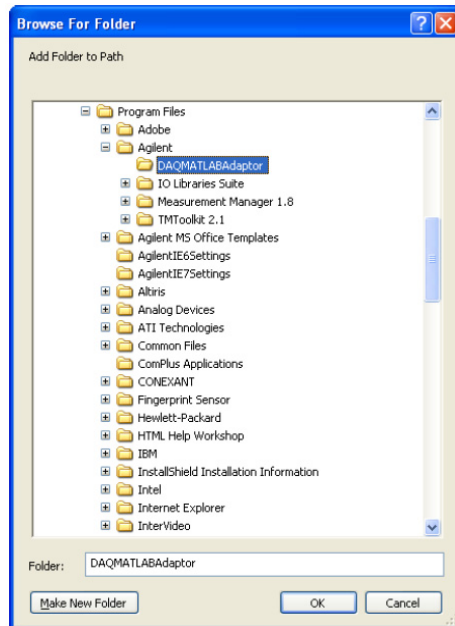 Browse For Folder
Add Folder to Path
Program Files
Adobe
Agilent
DAQMATLABAdaptor
IO Libraries Suite
Measurement Manager 1.8
TMToolkit 2.1
Agilent MS Office Templates
AgilentIE6Settings
AgilentIE7Settings
Altiris
Analog Devices
ATI Technologies
Common Files
ComPlus Applications
CONEXANT
Fingerprint Sensor
Hewlett-Packard
HTML Help Workshop
IBM
InstallShield Installation Information
Intel
Internet Explorer
InterVideo
Folder: DAQMATLABAdaptor
Make New Folder OK Cancel